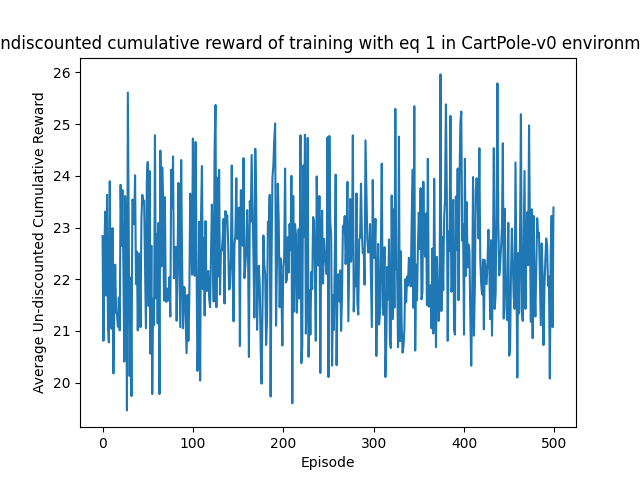 ndiscounted cumulative reward of training with eq 1 in CartPole-v0 environm
26
25
24
23
22
21
20
Average Un-discounted Cumulative Reward
0 100 200 300 400 500
Episode